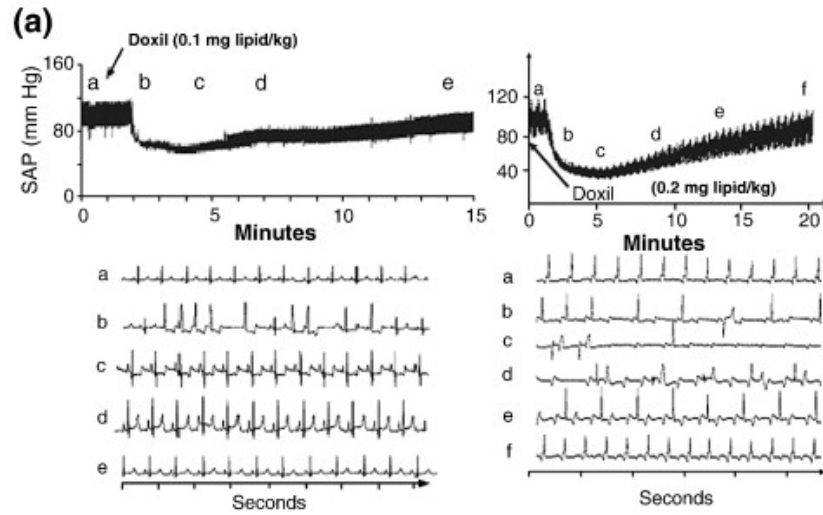 (a)
Doxil (0.1 mg lipid/kg)
160
80
0
SAP (mm Hg)
a b c d e
0 5 10 15
Minutes
a
b
c
d
e
Seconds
120
80
40
a b c d e f
Doxil
(0.2 mg lipid/kg)
0 5 10 15 20
Minutes
a
b
c
d
e
f
Seconds